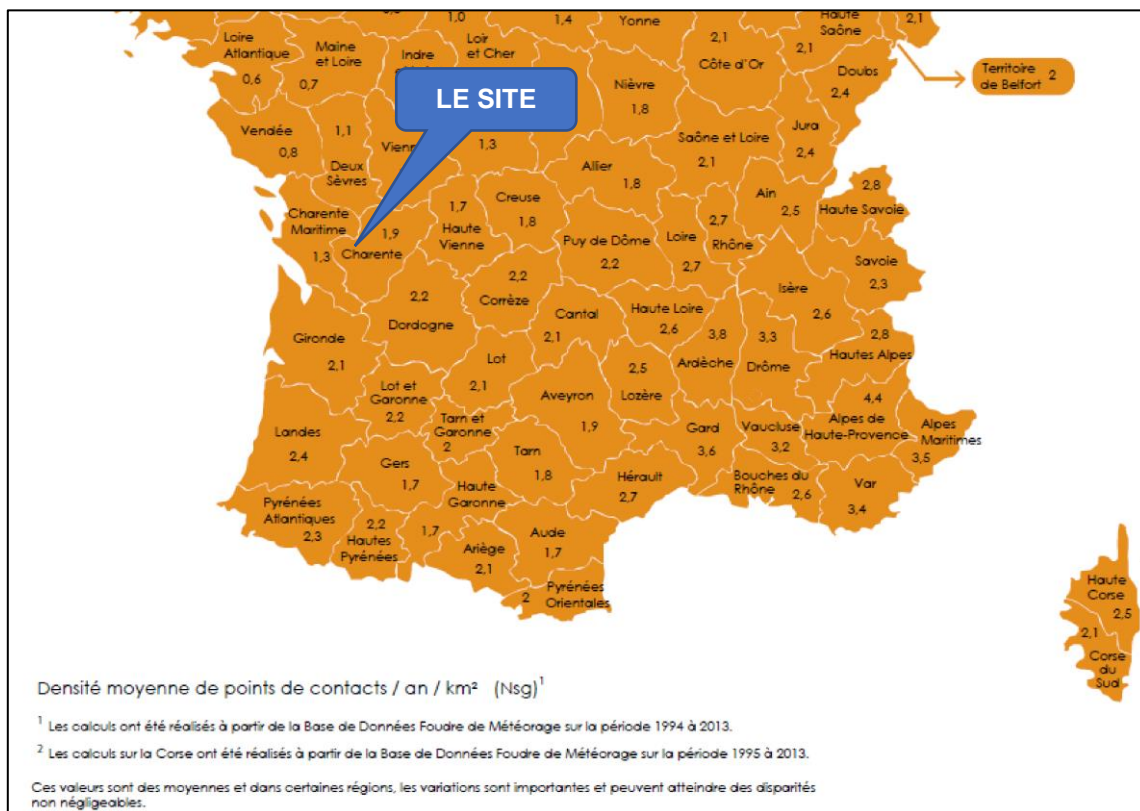 1,0
1,4
Yonne
Haute
Saône
2,1
Loire
Atlantique
0,6
Maine
et Loire
0,7
Indre
Loir
et Cher
2,1
Côte d'Or
2,1
Doubs
2,4
Territoire
de Belfort
2
Nièvre
1,8
LE SITE
Vendée
0,8
1,1
Deux
Sèvres
1,3
Saône et Loire
2,1
Jura
2,4
Allier
1,8
Charente
Maritime
1,3
1,9
Charente
1,7
Haute
Vienne
Creuse
1,8
Puy de Dôme
2,2
Loire
2,7
2,7
Rhône
Ain
2,5
2,8
Haute Savoie
Savoie
2,3
2,2
Dordogne
2,2
Corrèze
Cantal
2,1
Haute Loire
2,6
3,8
Ardèche
3,3
Drôme
Isère
2,6
2,8
Hautes Alpes
Gironde
2,1
Lot
2,1
Lot et
Garonne
2,2
Aveyron
1,9
2,5
Lozère
4,4
Alpes de
Haute-Provence
Alpes
Maritimes
3,5
Landes
2,4
Tarn et
Garonne
2
Tarn
1,8
Gard
3,6
Vaucluse
3,2
Gers
1,7
Haute
Garonne
1,7
Hérault
2,7
Bouches du
Rhône
2,6
Var
3,4
Pyrénées
Atlantiques
2,3
2,2
Hautes
Pyrénées
Ariège
2,1
Aude
1,7
2
Pyrénées
Orientales
Haute
Corse
2,5
2,1
Corse
du
Sud
Densité moyenne de points de contacts / an / km² (Nsg)¹
¹ Les calculs ont été réalisés à partir de la Base de Données Foudre de Météorage sur la période 1994 à 2013.
² Les calculs sur la Corse ont été réalisés à partir de la Base de Données Foudre de Météorage sur la période 1995 à 2013.
Ces valeurs sont des moyennes et dans certaines régions, les variations sont importantes et peuvent atteindre des disparités
non négligeables.